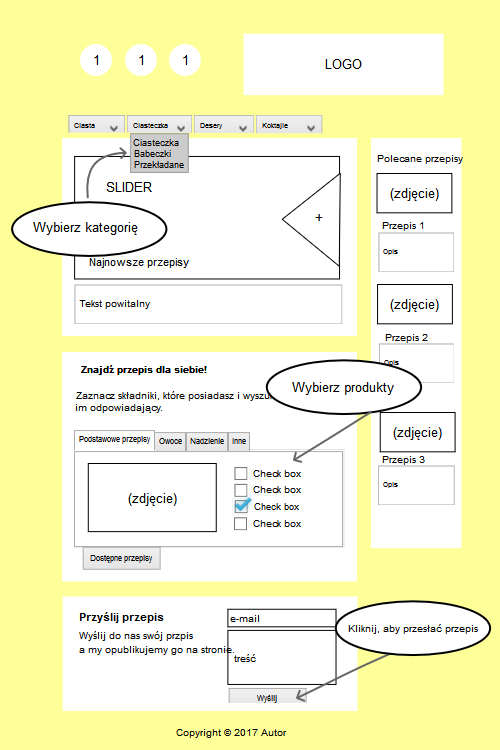 1 1 1
LOGO
Ciasta Ciasteczka Desery Koktajle
Ciasteczka
Babeczki
Przekładane
SLIDER
Wybierz kategorię
+
Najnowsze przepisy
Tekst powitalny
Polecane przepisy
(zdjęcie)
Przepis 1
Opis
(zdjęcie)
Przepis 2
Opis
(zdjęcie)
Przepis 3
Opis
Znajdż przepis dla siebie!
Zaznacz składniki, które posiadasz i wyszu
im odpowiadający.
Wybierz produkty
Podstawowe przepisy Owoce Nadzienie Inne
(zdjęcie)
Check box
Check box
Check box
Check box
Dostępne przepisy
Przyślij przepis
Wyślij do nas swój przpis
a my opublikujemy go na stronie.
e-mail
treść
Wyślij
Kliknij, aby przesłać przepis
Copyright © 2017 Autor